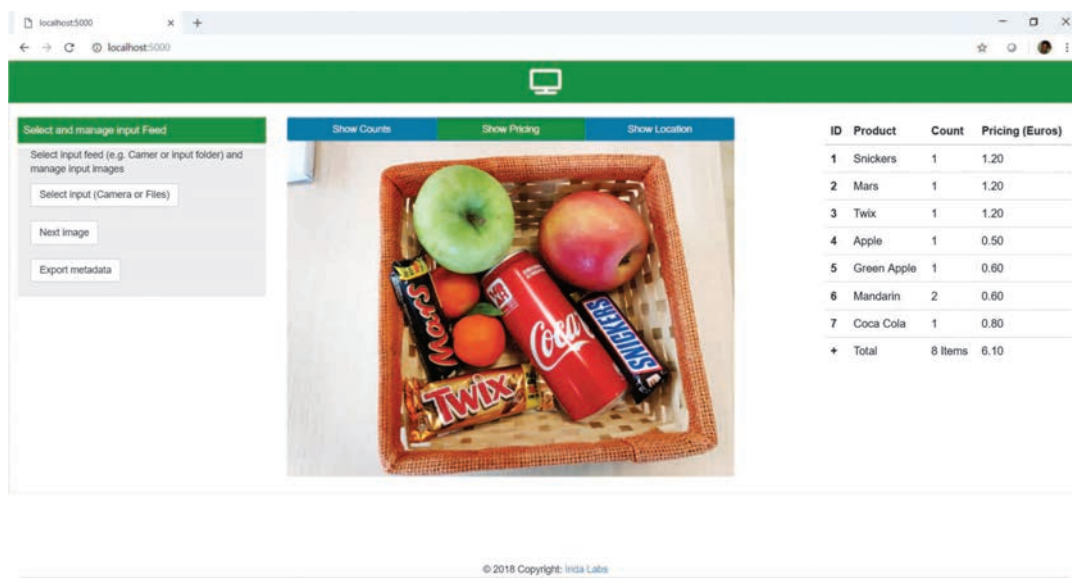 localhost:5000
localhost:5000
Select and manage input Feed
Select input feed (e.g. Camer or input folder) and
manage input images
Select input (Camera or Files)
Next image
Export metadata
Show Counts Show Pricing Show Location
Mars
XR
Coca
SNICKERS
TWIX
ID Product Count Pricing (Euros)
1 Snickers 1 1.20
2 Mars 1 1.20
3 Twix 1 1.20
4 Apple 1 0.50
5 Green Apple 1 0.60
6 Mandarin 2 0.60
7 Coca Cola 1 0.80
+ Total 8 Items 6.10
© 2018 Copyright: Inda Labs